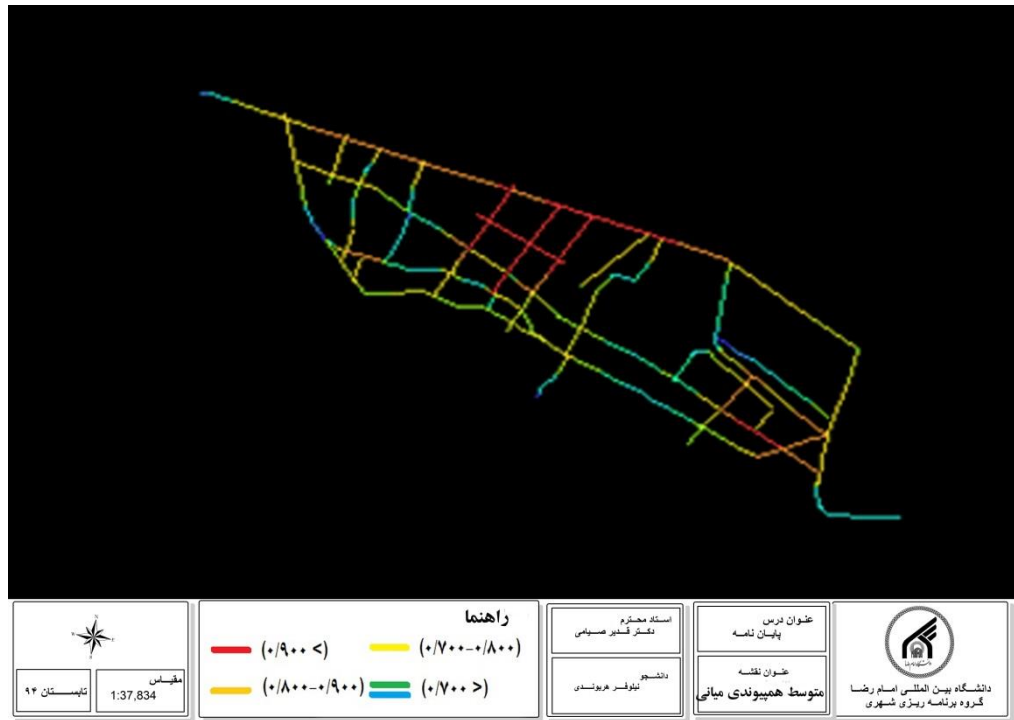 دانشگاه بین المللی امام رضا
گروه برنامه ریزی شهری
عنوان درس
پایان نامه
عنوان نقشه
متوسط همپیوندی میانی
استاد محترم
دکتر قدیر صیامی
دانشجو
نیلوفر هریوندی
راهنما
(۰/۹۰۰ >)
(۰/۷۰۰-۰/۸۰۰)
(۰/۸۰۰-۰/۹۰۰)
(۰/۷۰۰ <)
مقیاس
1:37,834
تابستان ۹۴